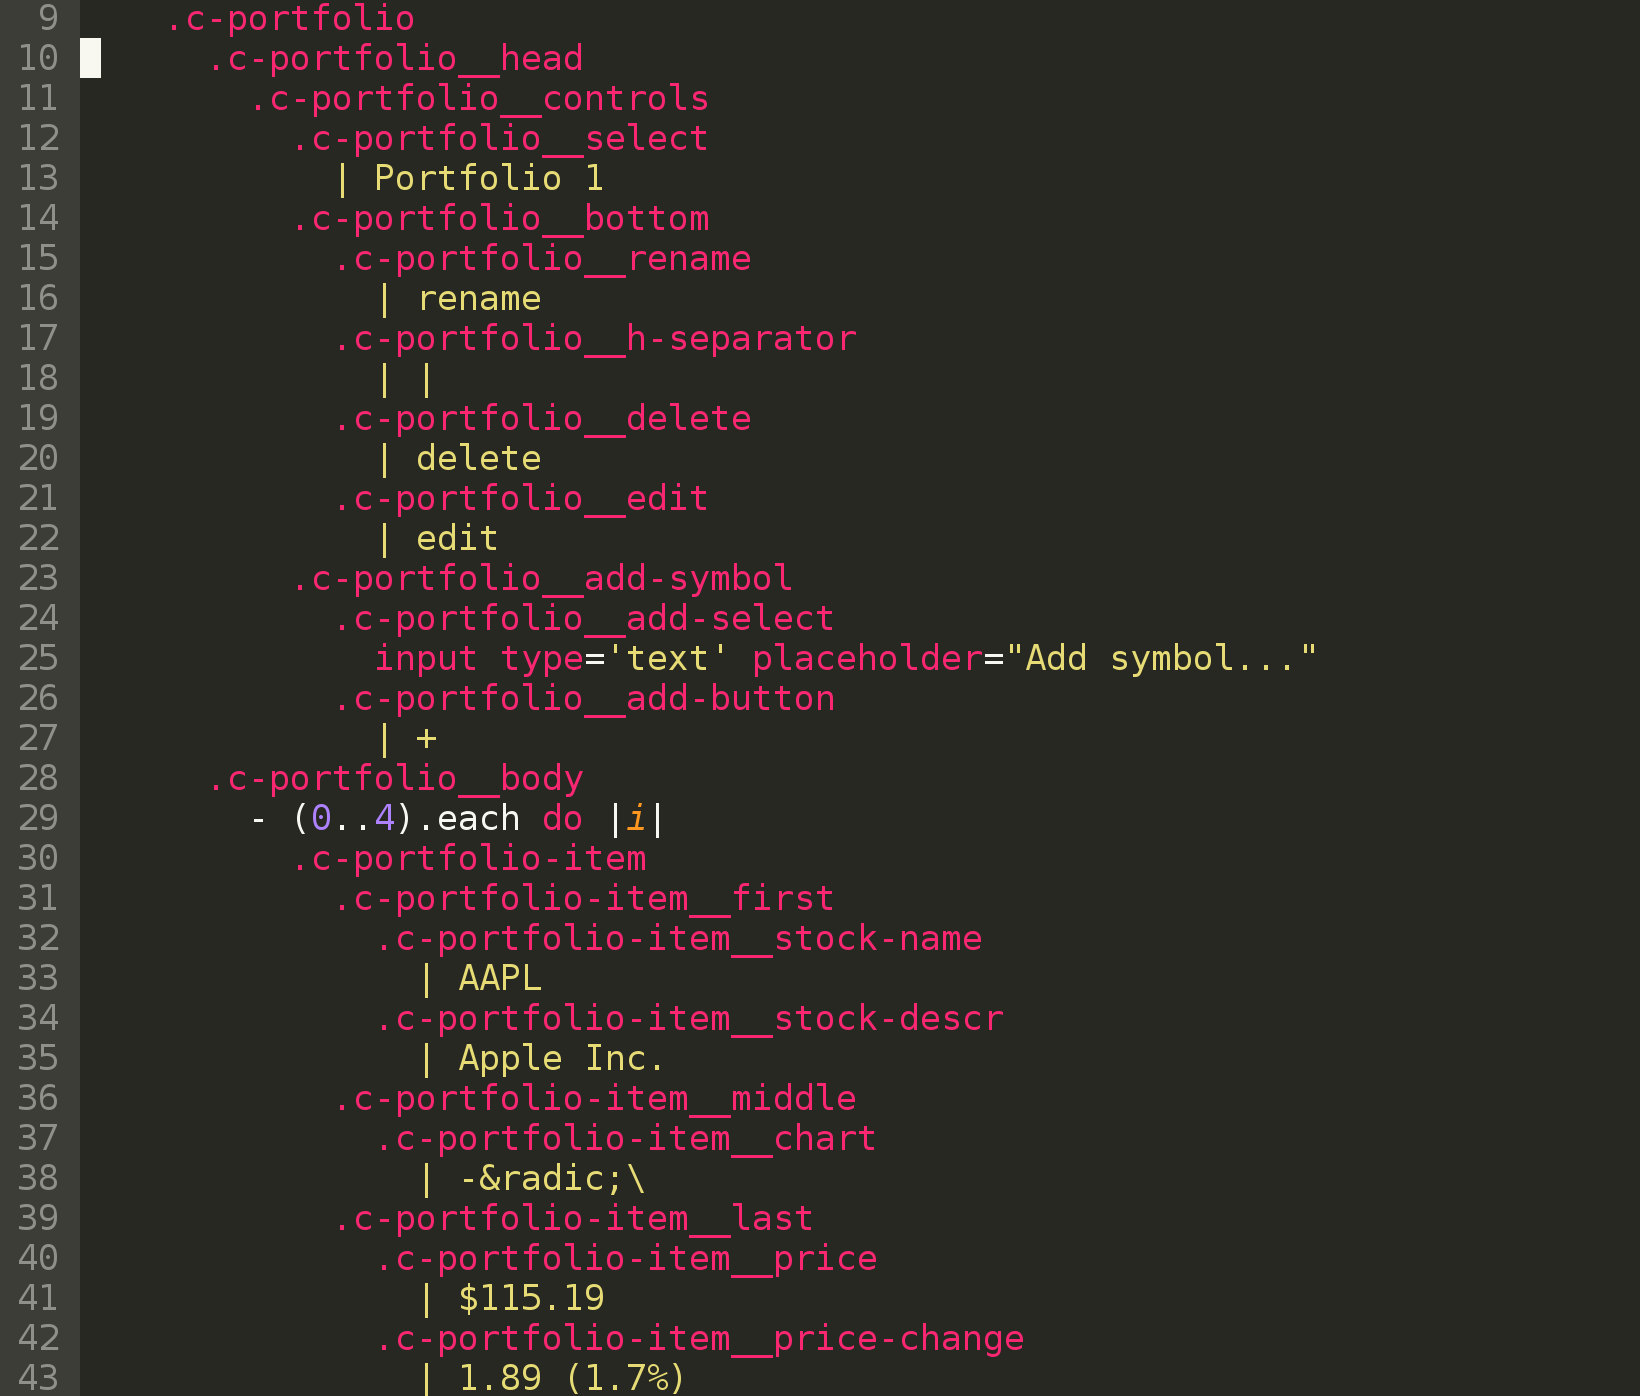 9 .c-portfolio
10 .c-portfolio__head
11 .c-portfolio__controls
12 .c-portfolio__select
13 | Portfolio 1
14 .c-portfolio__bottom
15 .c-portfolio__rename
16 | rename
17 .c-portfolio__h-separator
18 | |
19 .c-portfolio__delete
20 | delete
21 .c-portfolio__edit
22 | edit
23 .c-portfolio__add-symbol
24 .c-portfolio__add-select
25 input type='text' placeholder="Add symbol..."
26 .c-portfolio__add-button
27 | +
28 .c-portfolio__body
29 - (0..4).each do |i|
30 .c-portfolio-item
31 .c-portfolio-item__first
32 .c-portfolio-item__stock-name
33 | AAPL
34 .c-portfolio-item__stock-descr
35 | Apple Inc.
36 .c-portfolio-item__middle
37 .c-portfolio-item__chart
38 | -&radic;\
39 .c-portfolio-item__last
40 .c-portfolio-item__price
41 | $115.19
42 .c-portfolio-item__price-change
43 | 1.89 (1.7%)